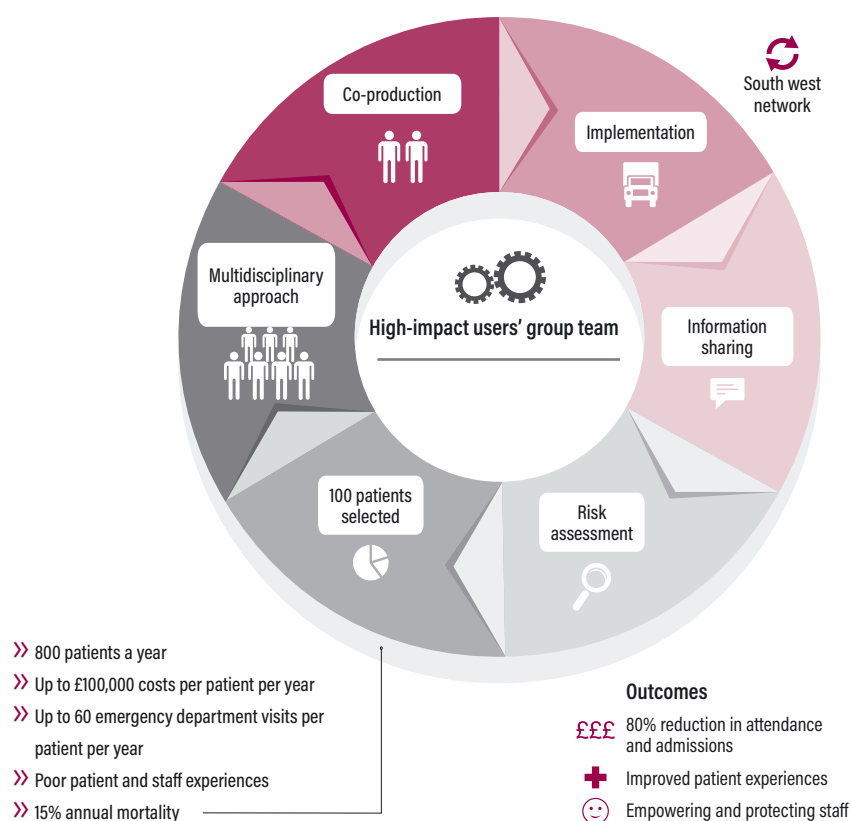 Co-production
Implementation
South west
network
Multidisciplinary
approach
High-impact users’ group team
Information
sharing
100 patients
selected
Risk
assessment
800 patients a year
Up to £100,000 costs per patient per year
Up to 60 emergency department visits per
patient per year
Poor patient and staff experiences
15% annual mortality
Outcomes
£££ 80% reduction in attendance
and admissions
Improved patient experiences
Empowering and protecting staff